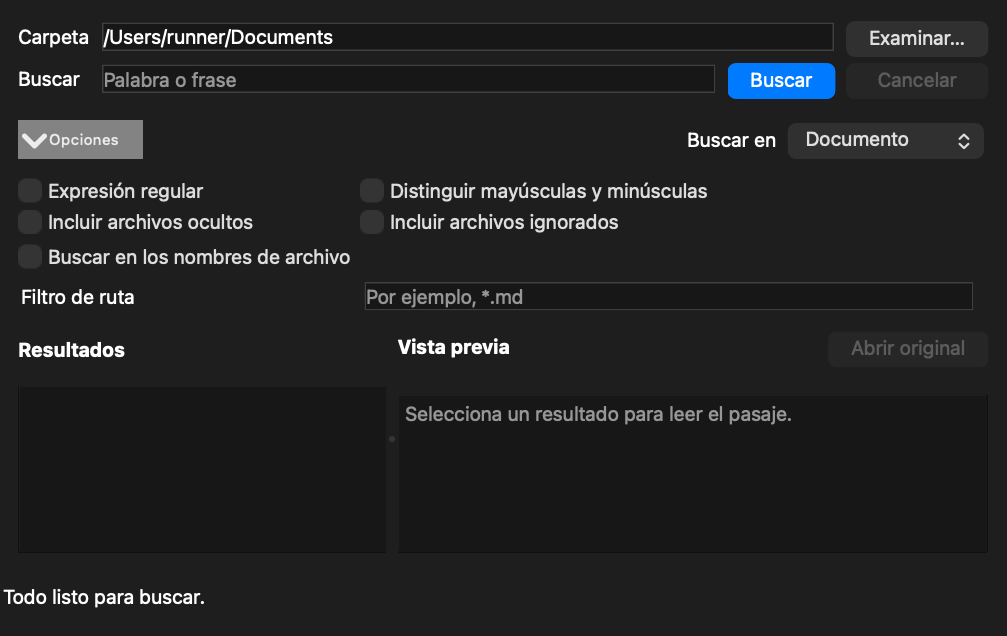 Carpeta /Users/runner/Documents Examinar...
Buscar Palabra o frase Buscar Cancelar
Opciones Buscar en Documento
Expresión regular Distinguir mayúsculas y minúsculas
Incluir archivos ocultos Incluir archivos ignorados
Buscar en los nombres de archivo
Filtro de ruta Por ejemplo, *.md
Resultados Vista previa Abrir original
Selecciona un resultado para leer el pasaje.
Todo listo para buscar.